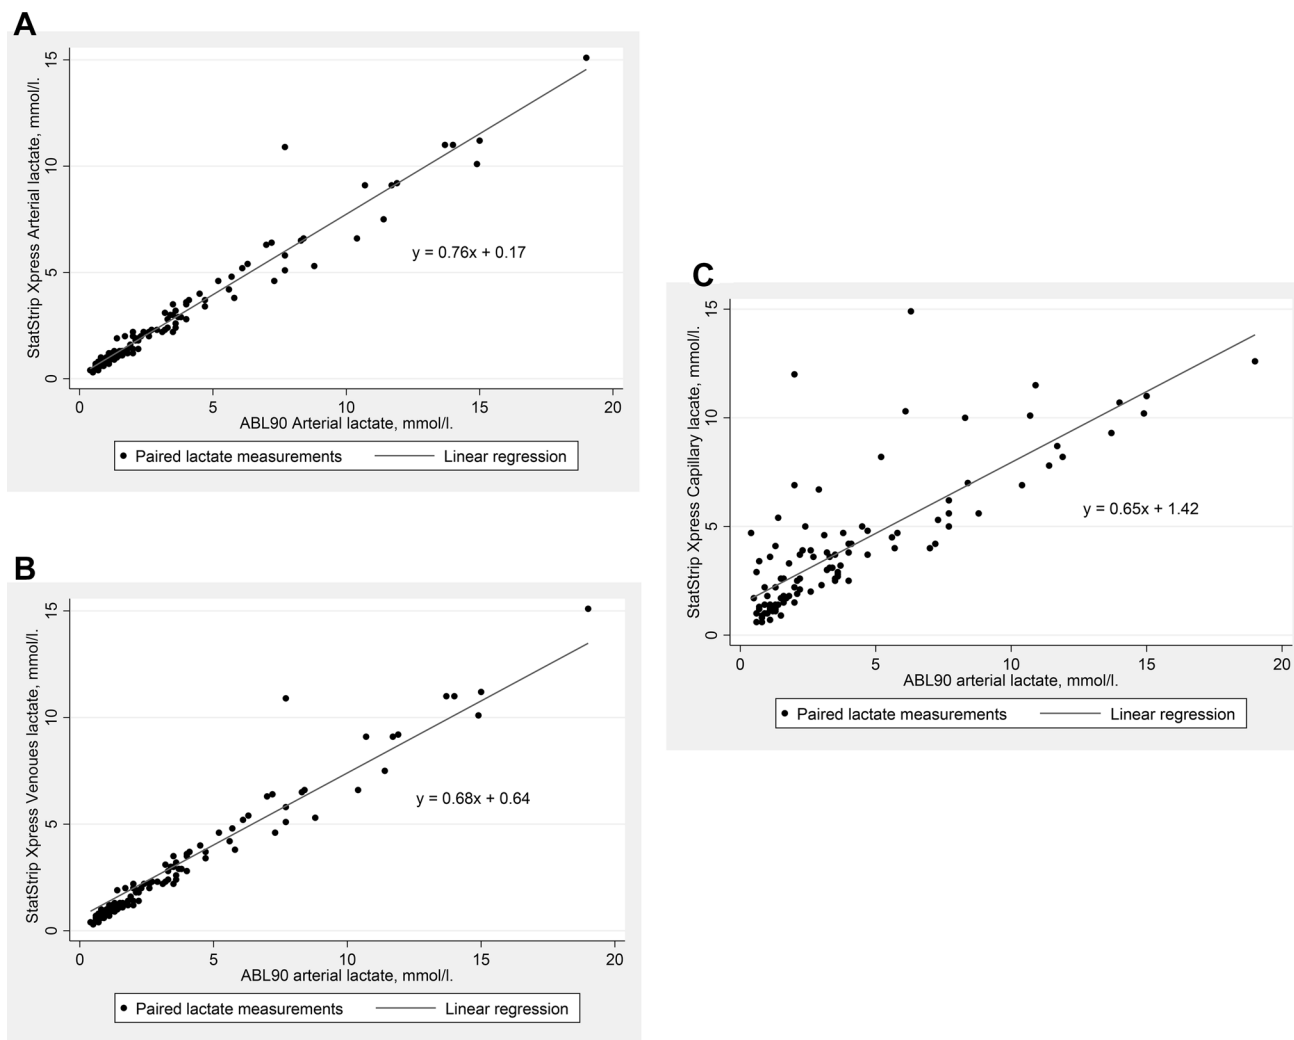 A
StatStrip Xpress Arterial lactate, mmol/l.
15
10
5
0
0 5 10 15 20
y = 0.76x + 0.17
ABL90 Arterial lactate, mmol/l.
Paired lactate measurements Linear regression
B
StatStrip Xpress Venoues lactate, mmol/l.
15
10
5
0
0 5 10 15 20
y = 0.68x + 0.64
ABL90 arterial lactate, mmol/l.
Paired lactate measurements Linear regression
C
StatStrip Xpress Capillary lacate, mmol/l.
15
10
5
0
0 5 10 15 20
y = 0.65x + 1.42
ABL90 arterial lactate, mmol/l.
Paired lactate measurements Linear regression